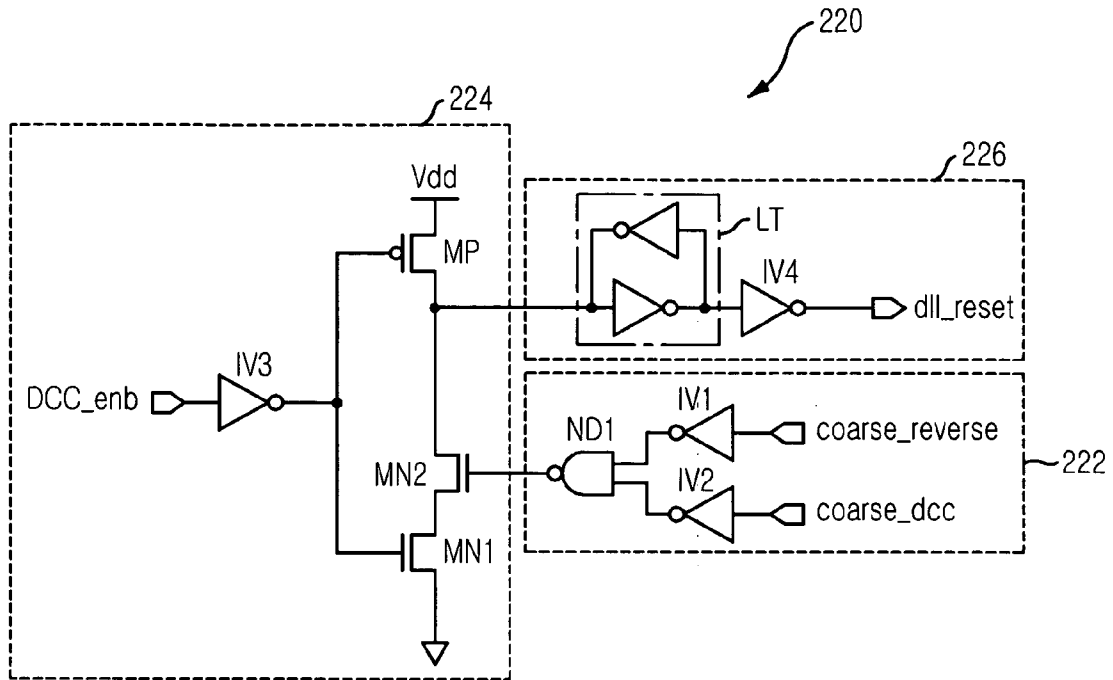 220
224
Vdd
226
MP
LT
IV4
dll_reset
IV3
DCC_enb
IV1
ND1
coarse_reverse
MN2
IV2
222
coarse_dcc
MN1